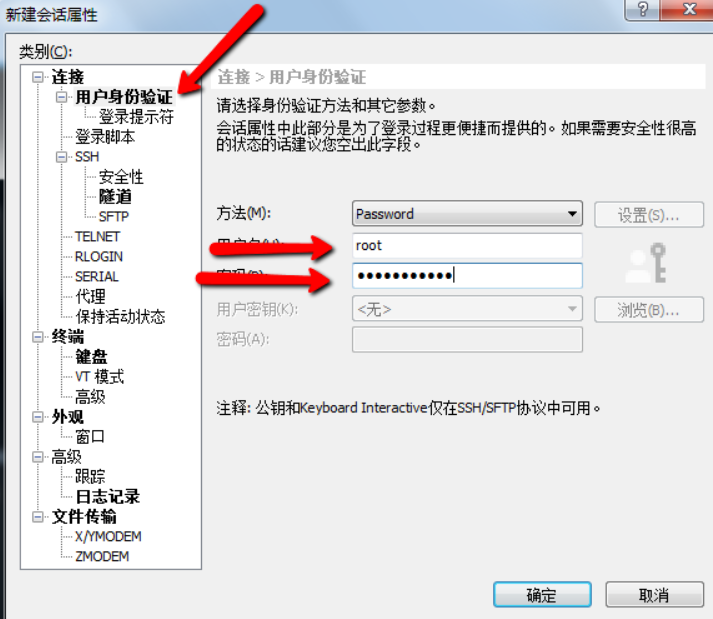 新建会话属性
?
X
类别(C):
连接
用户身份验证
登录提示符
登录脚本
SSH
安全性
隧道
SFTP
TELNET
RLOGIN
SERIAL
代理
保持活动状态
终端
键盘
VT 模式
高级
外观
窗口
高级
跟踪
日志记录
文件传输
X/YMODEM
ZMODEM
连接 > 用户身份验证
请选择身份验证方法和其它参数。
会话属性中此部分是为了登录过程更便捷而提供的。如果需要安全性很高
的状态的话建议您空出此字段。
方法(M):
Password
设置(S)...
root
●●●●●●●●●●●
用户密钥(K):
<无>
浏览(B)...
密码(A):
注释: 公钥和Keyboard Interactive仅在SSH/SFTP协议中可用。
确定
取消